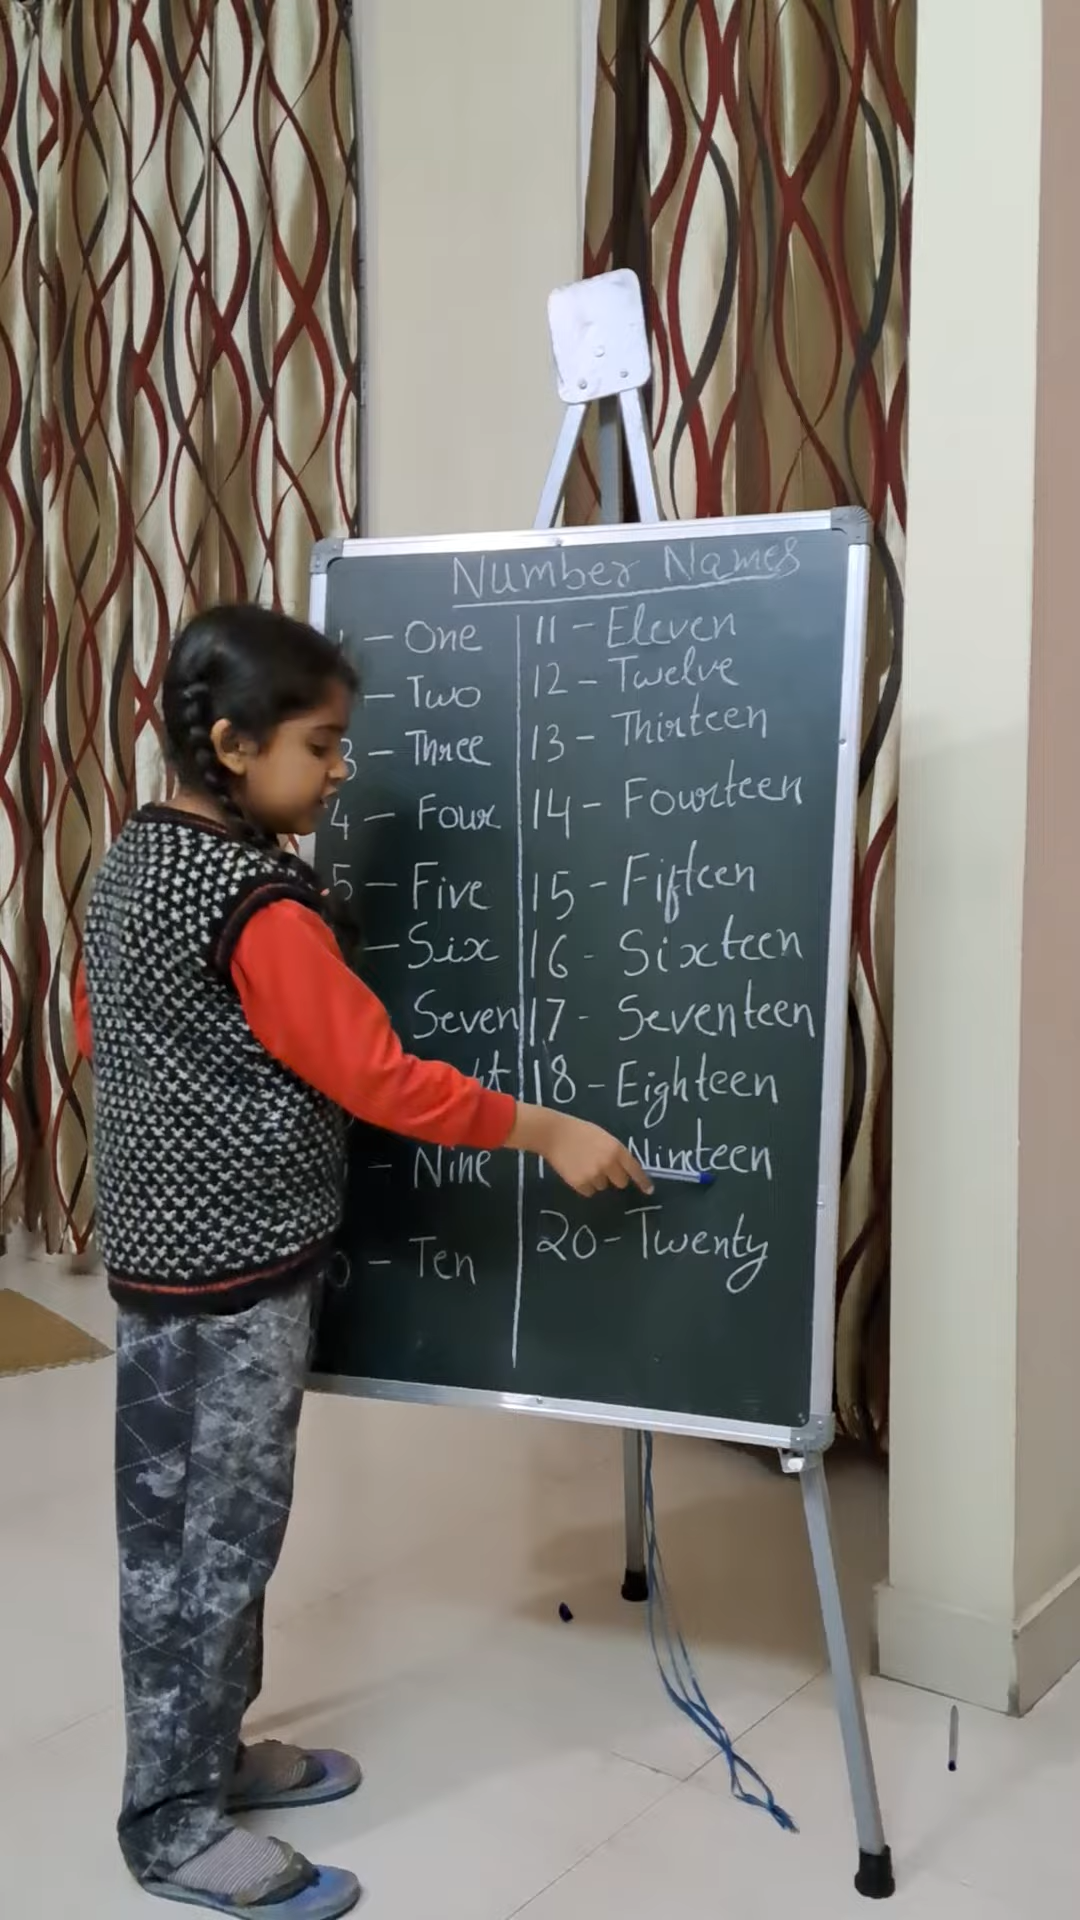 Number Names
— One
— Two
3 — Three
4 — Four
5 — Five
— Six
Seven
— Nine
— Ten
11 - Eleven
12 - Twelve
13 - Thirteen
14 - Fourteen
15 - Fifteen
16 - Sixteen
17 - Seventeen
18 - Eighteen
Ninteen
20 - Twenty